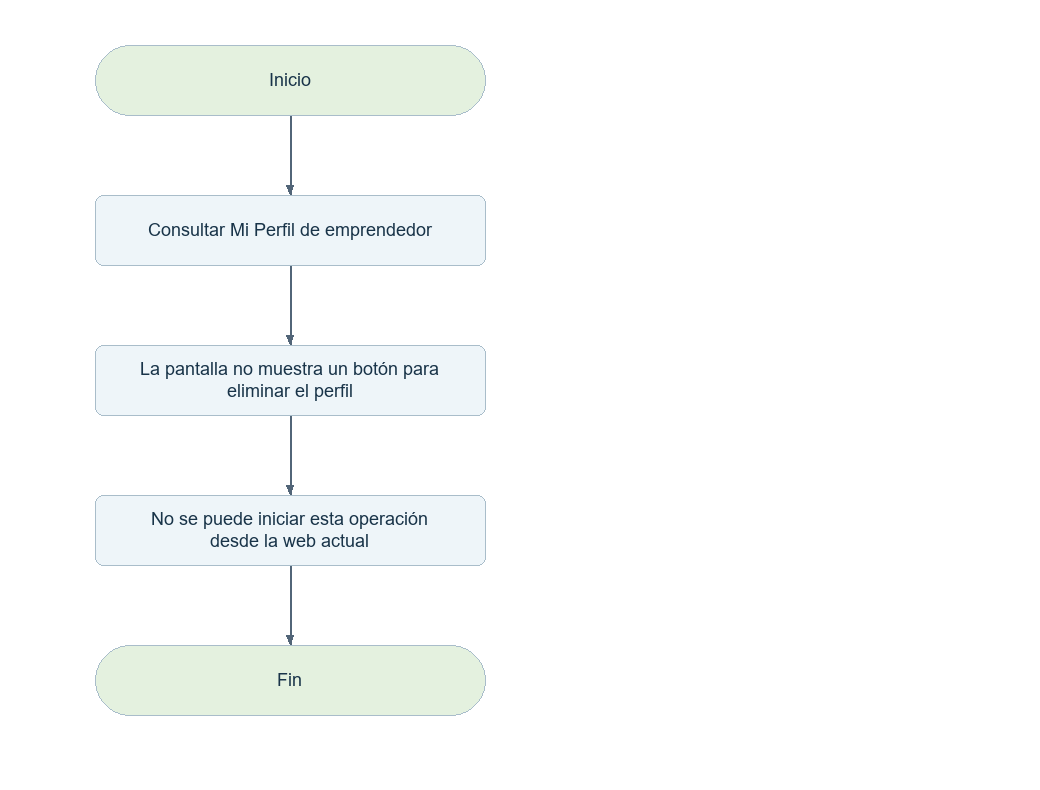 Inicio
Consultar Mi Perfil de emprendedor
La pantalla no muestra un botón para
eliminar el perfil
No se puede iniciar esta operación
desde la web actual
Fin